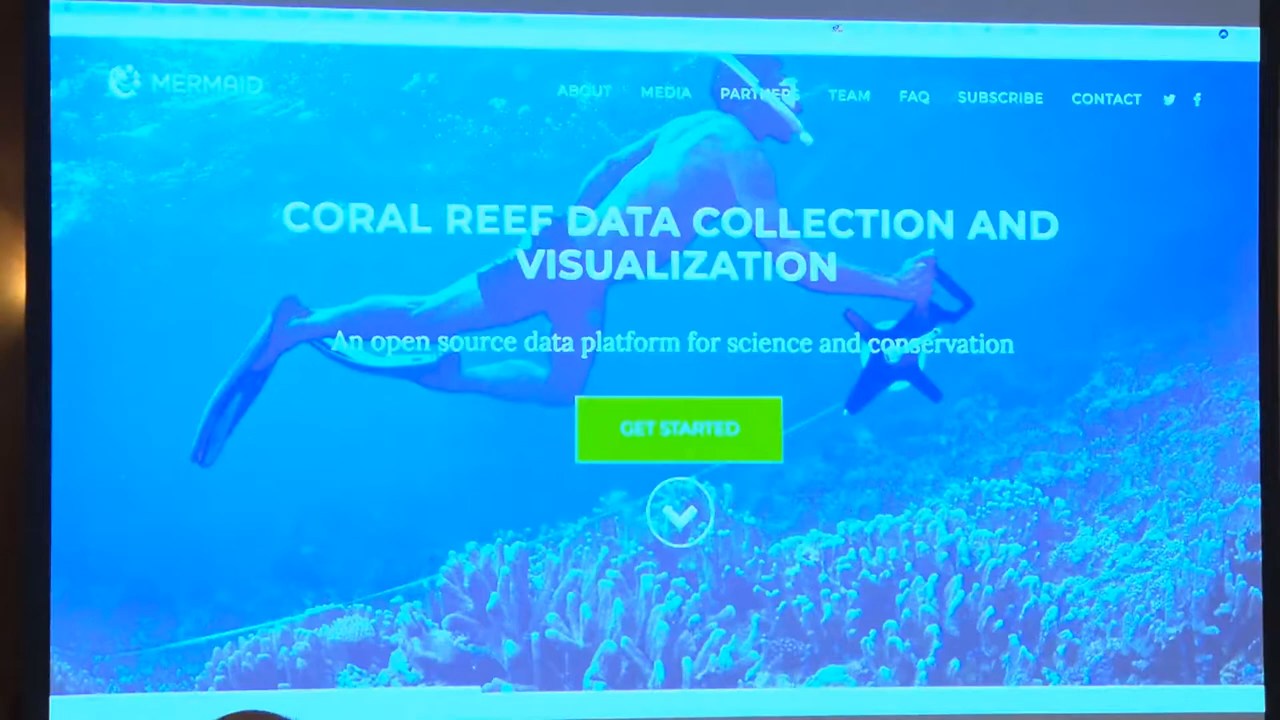 MERMAID
ABOUT MEDIA PARTNERS TEAM FAQ SUBSCRIBE CONTACT
CORAL REEF DATA COLLECTION AND
VISUALIZATION
An open source data platform for science and conservation
GET STARTED